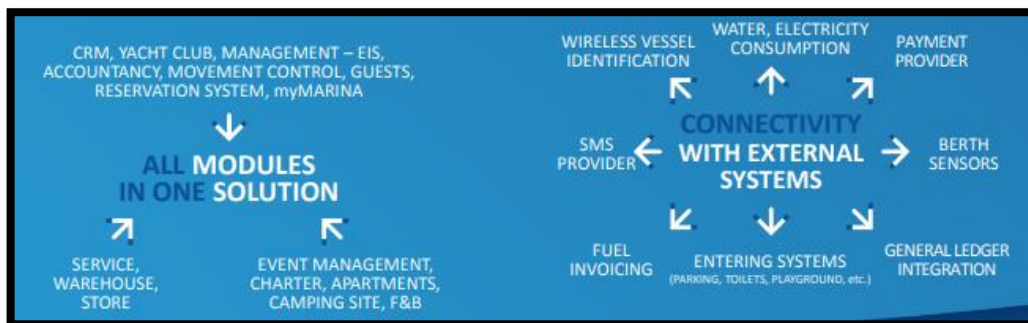 CRM, YACHT CLUB, MANAGEMENT – EIS,
ACCOUNTANCY, MOVEMENT CONTROL, GUESTS,
RESERVATION SYSTEM, myMARINA
ALL MODULES
IN ONE SOLUTION
SERVICE,
WAREHOUSE,
STORE
EVENT MANAGEMENT,
CHARTER, APARTMENTS,
CAMPING SITE, F&B
WIRELESS VESSEL
IDENTIFICATION
WATER, ELECTRICITY
CONSUMPTION
PAYMENT
PROVIDER
SMS
PROVIDER
CONNECTIVITY
WITH EXTERNAL
SYSTEMS
BERTH
SENSORS
FUEL
INVOICING
ENTERING SYSTEMS
(PARKING, TOILETS, PLAYGROUND, etc.)
GENERAL LEDGER
INTEGRATION